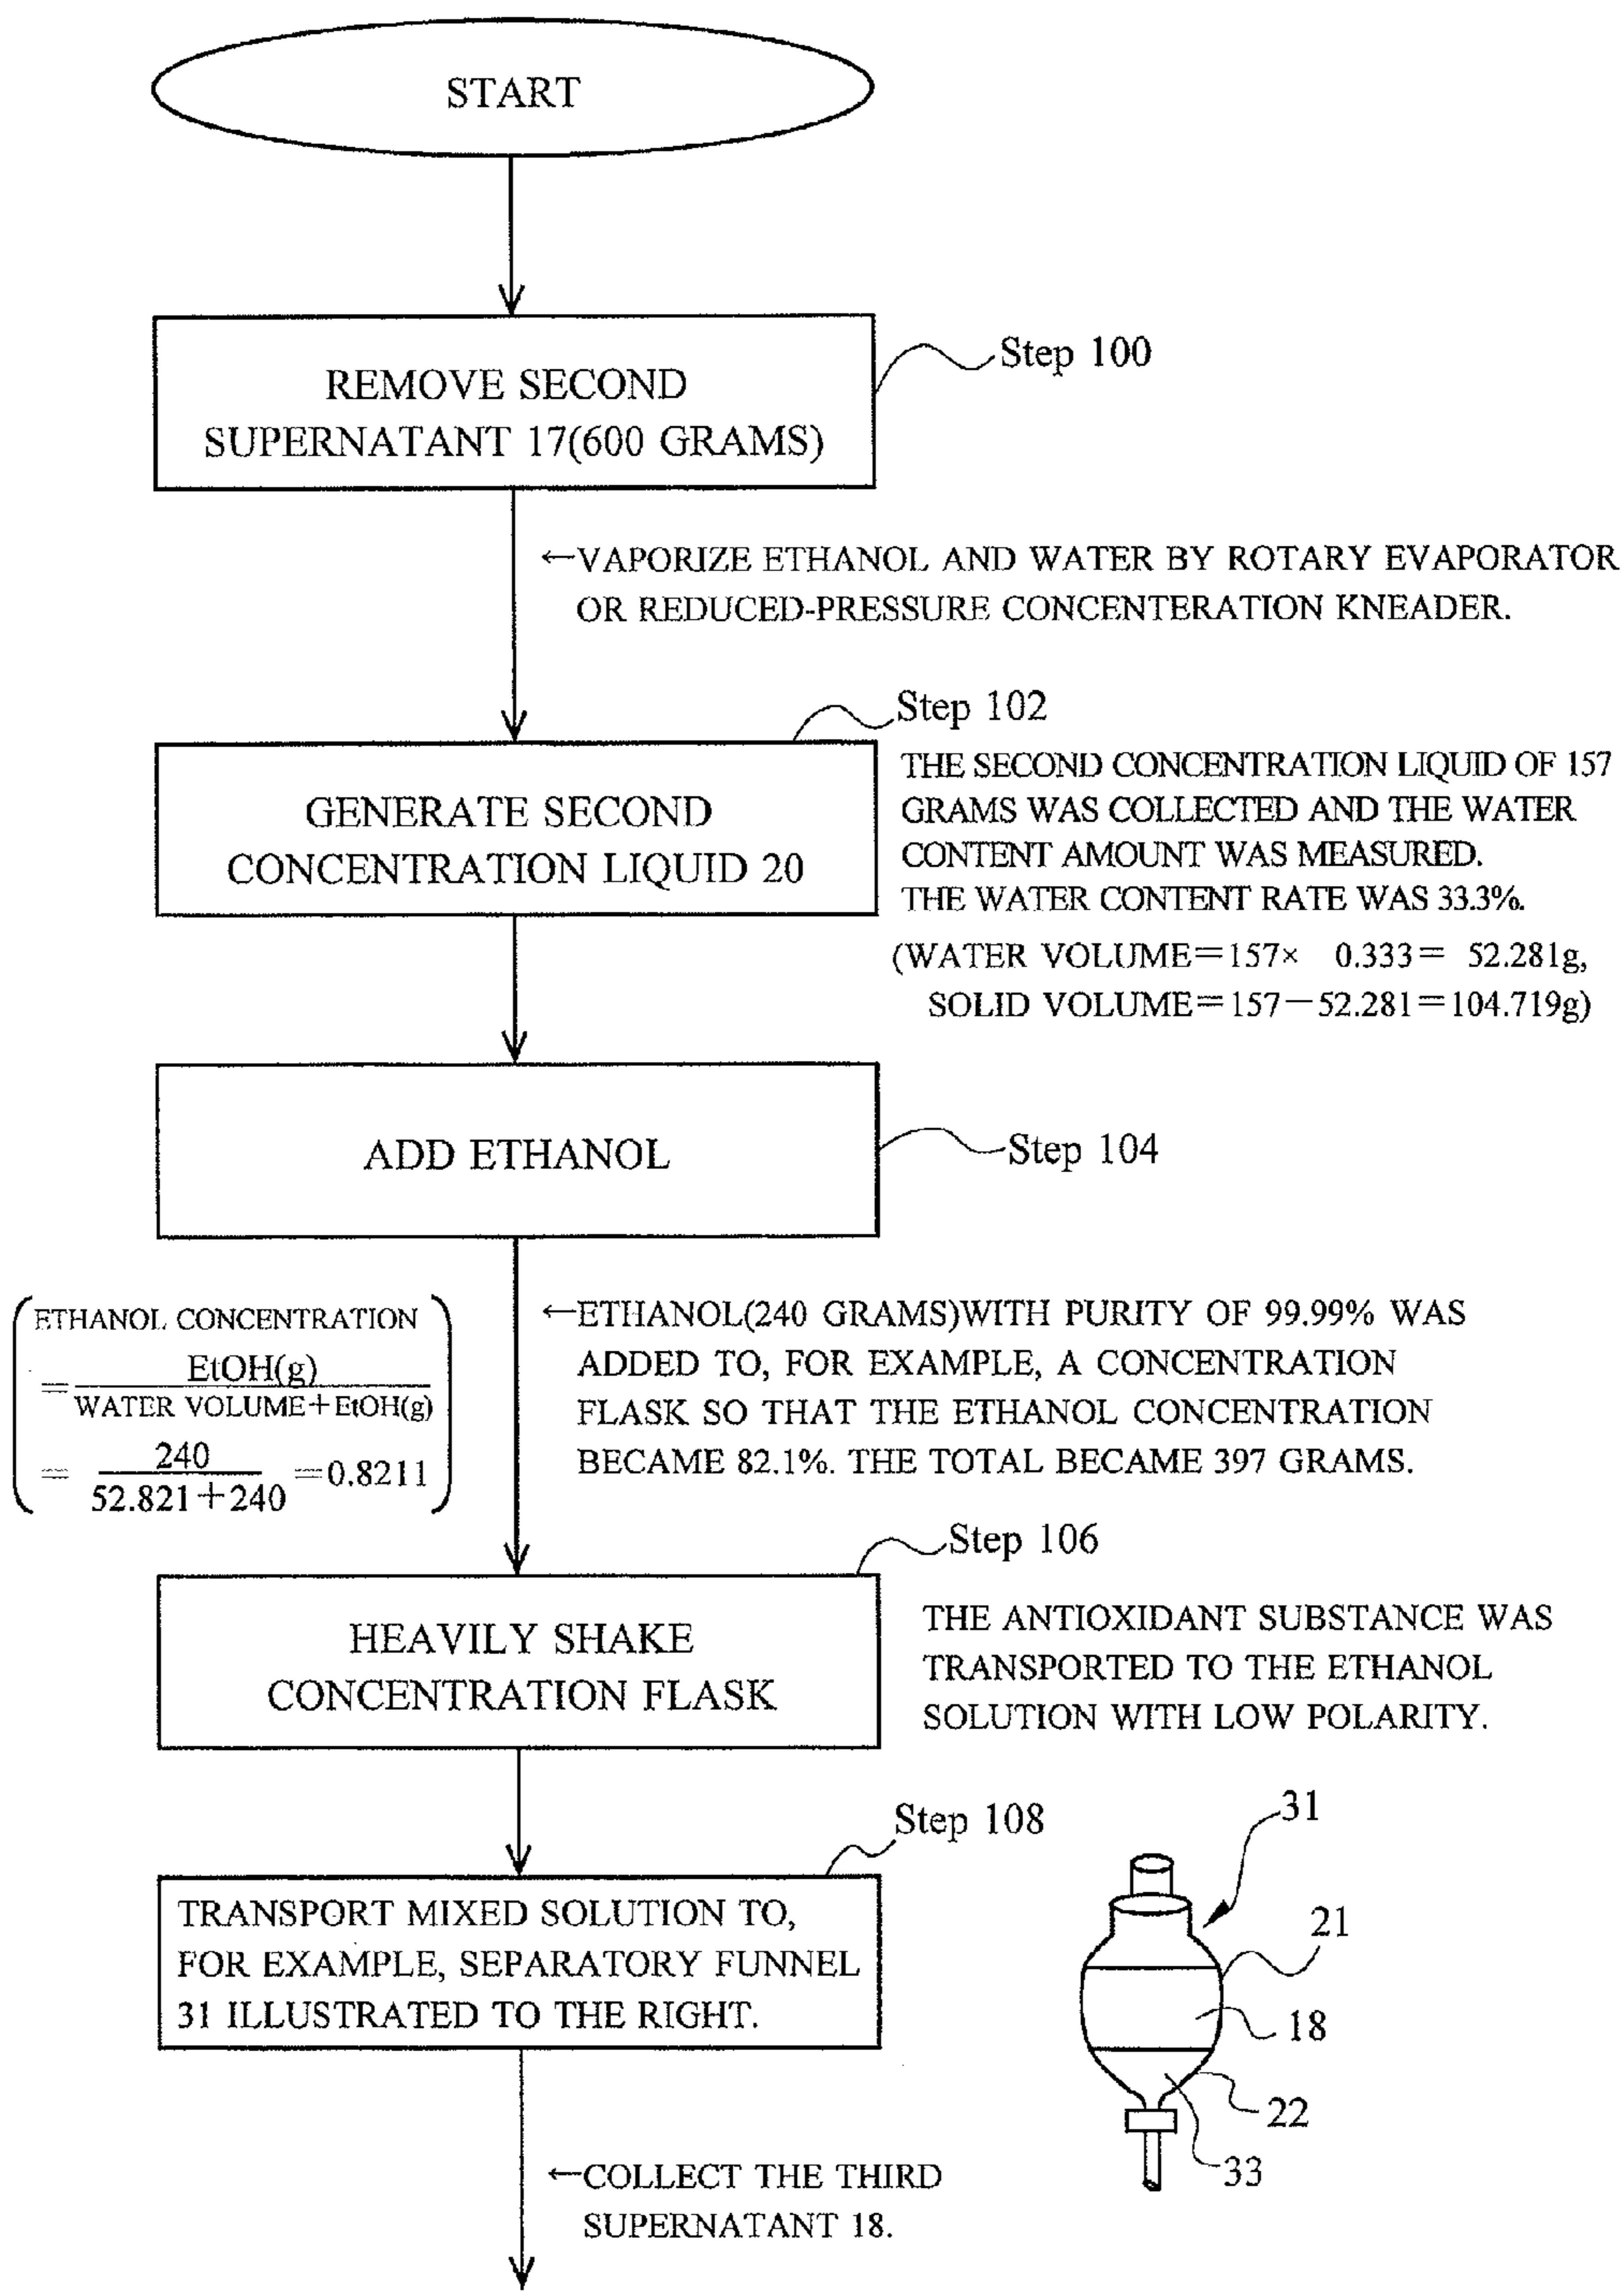 START
Step 100
REMOVE SECOND
SUPERNATANT 17(600 GRAMS)
←VAPORIZE ETHANOL AND WATER BY ROTARY EVAPORATOR
OR REDUCED-PRESSURE CONCENTERATION KNEADER.
Step 102
GENERATE SECOND
CONCENTRATION LIQUID 20
THE SECOND CONCENTRATION LIQUID OF 157
GRAMS WAS COLLECTED AND THE WATER
CONTENT AMOUNT WAS MEASURED.
THE WATER CONTENT RATE WAS 33.3%.
(WATER VOLUME=157× 0.333= 52.281g,
SOLID VOLUME=157−52.281=104.719g)
ADD ETHANOL
Step 104
ETHANOL CONCENTRATION
= EtOH(g)
WATER VOLUME+EtOH(g)
= 240
52.821+240
=0.8211
←ETHANOL(240 GRAMS)WITH PURITY OF 99.99% WAS
ADDED TO, FOR EXAMPLE, A CONCENTRATION
FLASK SO THAT THE ETHANOL CONCENTRATION
BECAME 82.1%. THE TOTAL BECAME 397 GRAMS.
Step 106
HEAVILY SHAKE
CONCENTRATION FLASK
THE ANTIOXIDANT SUBSTANCE WAS
TRANSPORTED TO THE ETHANOL
SOLUTION WITH LOW POLARITY.
Step 108
TRANSPORT MIXED SOLUTION TO,
FOR EXAMPLE, SEPARATORY FUNNEL
31 ILLUSTRATED TO THE RIGHT.
31
21
18
22
33
←COLLECT THE THIRD
SUPERNATANT 18.